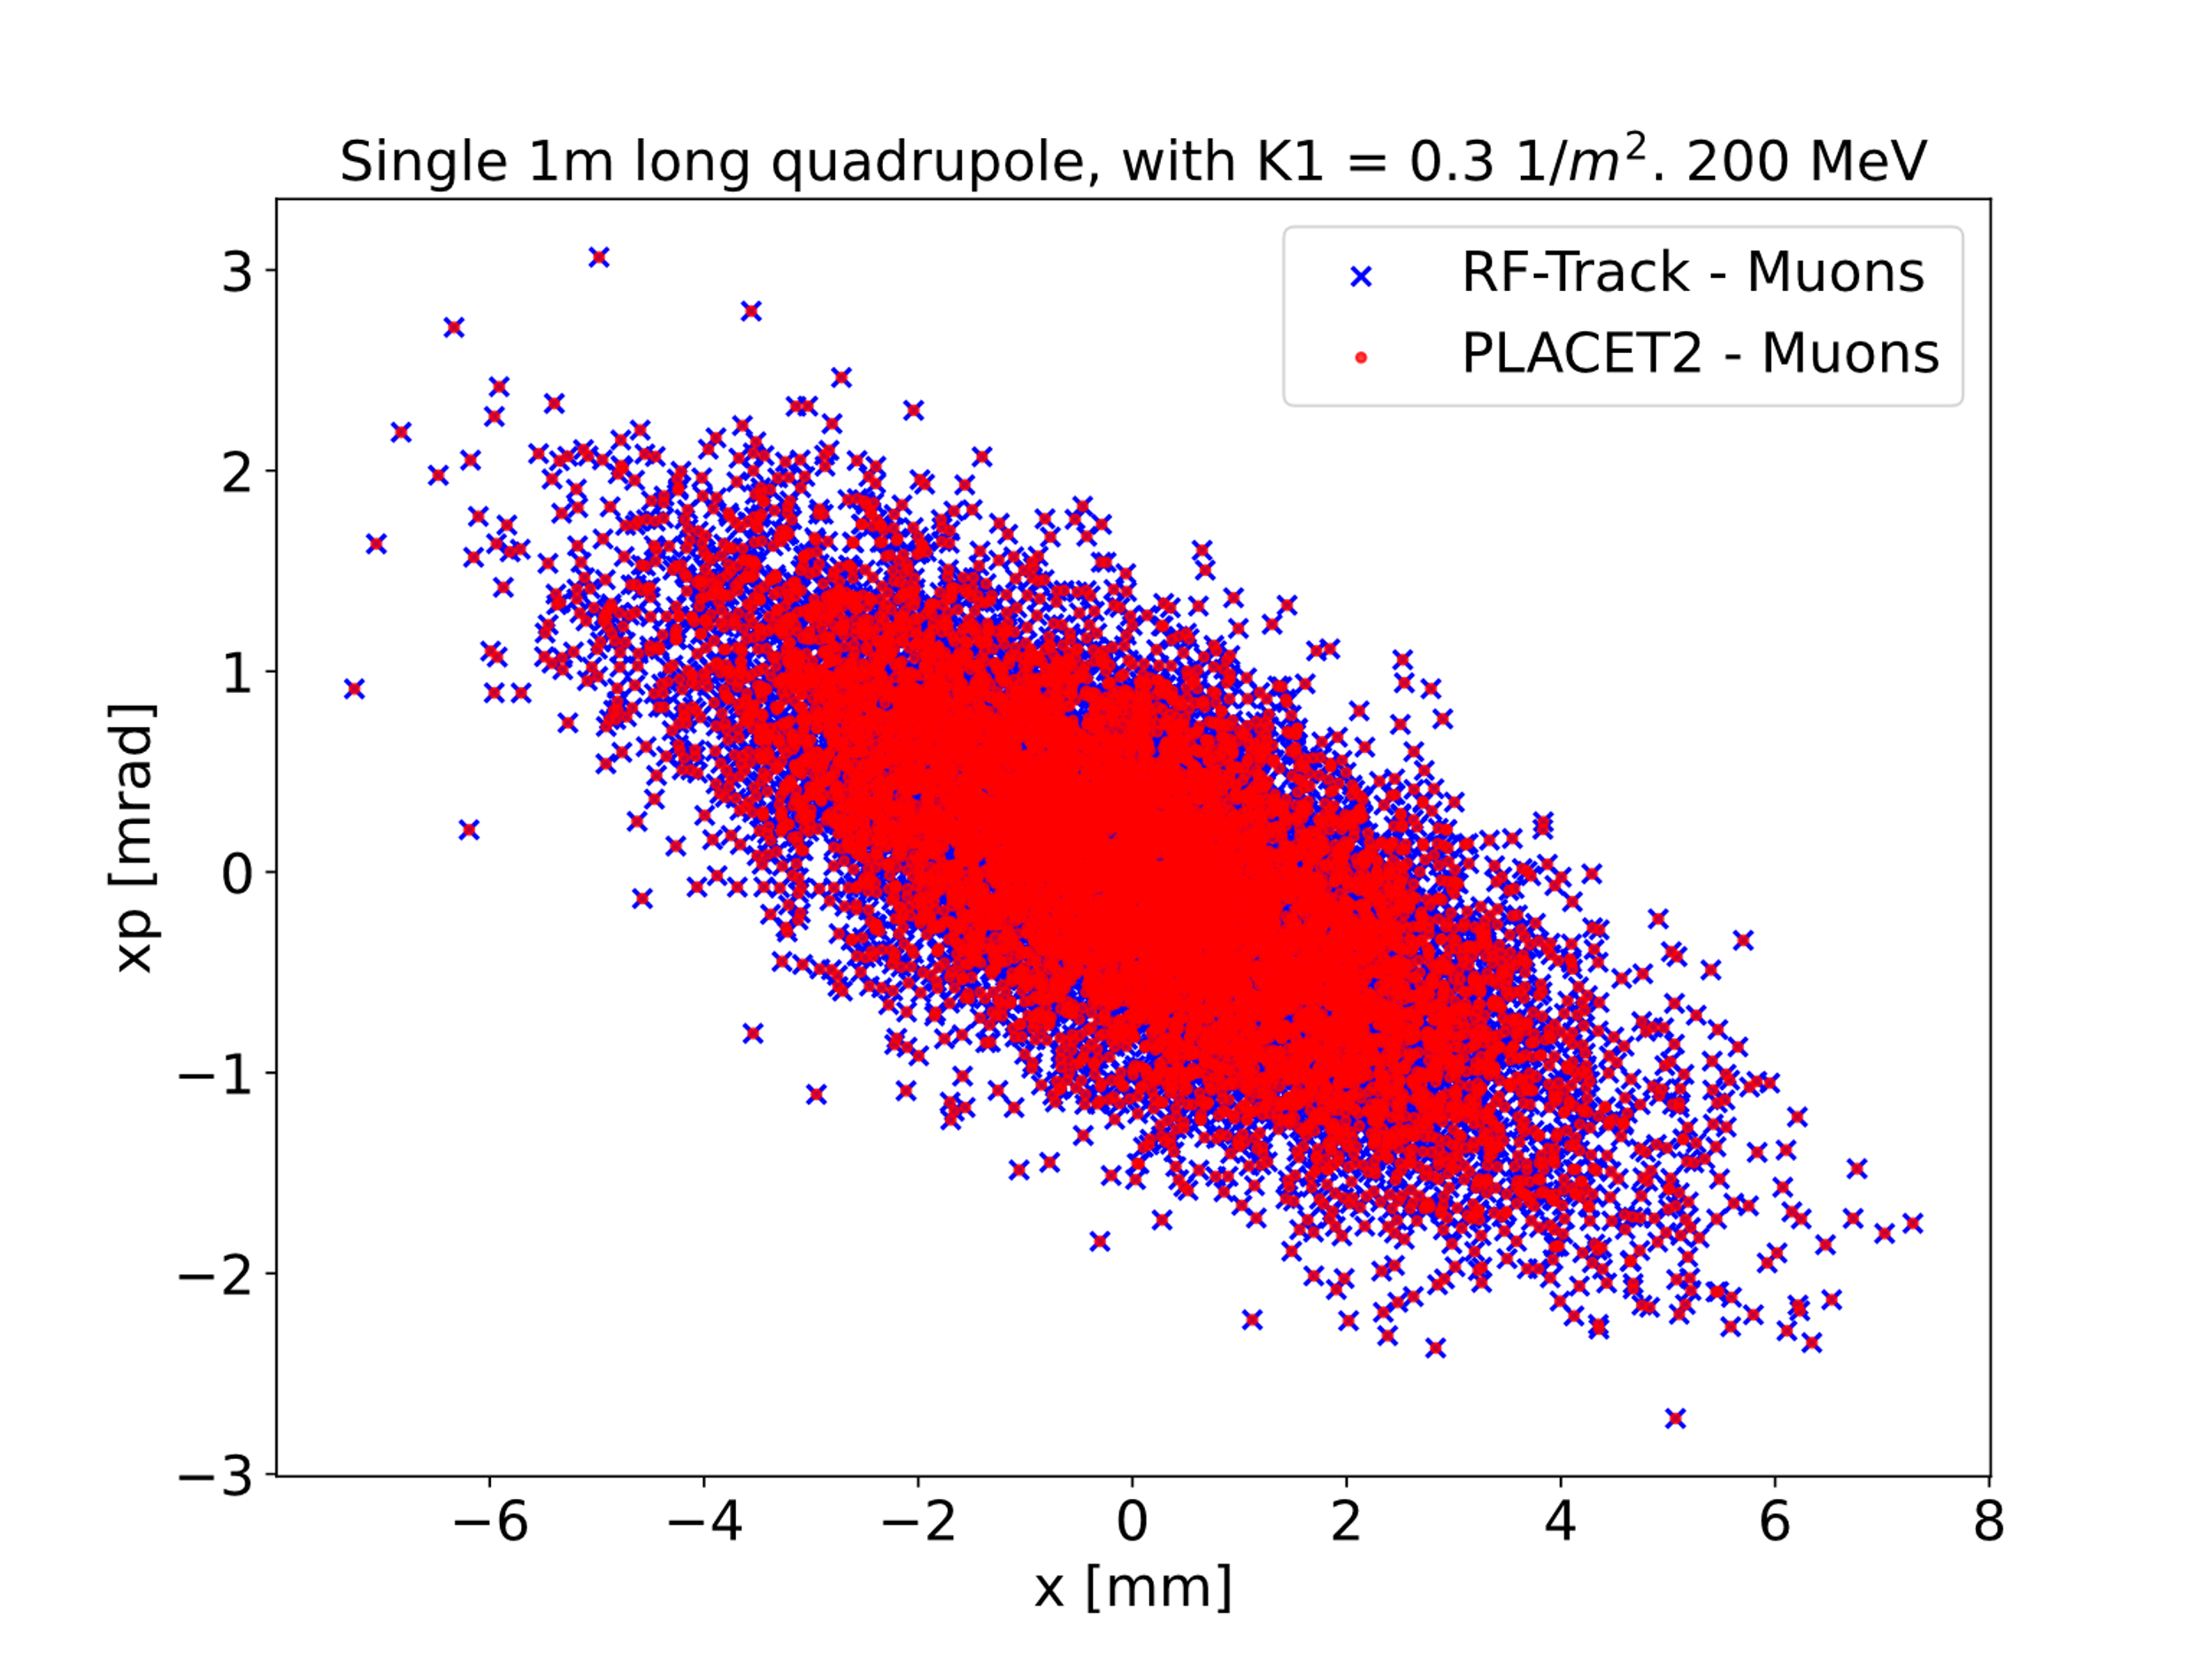 Single 1m long quadrupole, with K1 = 0.3 1/m². 200 MeV
RF-Track - Muons
PLACET2 - Muons
3
2
1
0
−1
−2
−3
xp [mrad]
−6 −4 −2 0 2 4 6 8
x [mm]